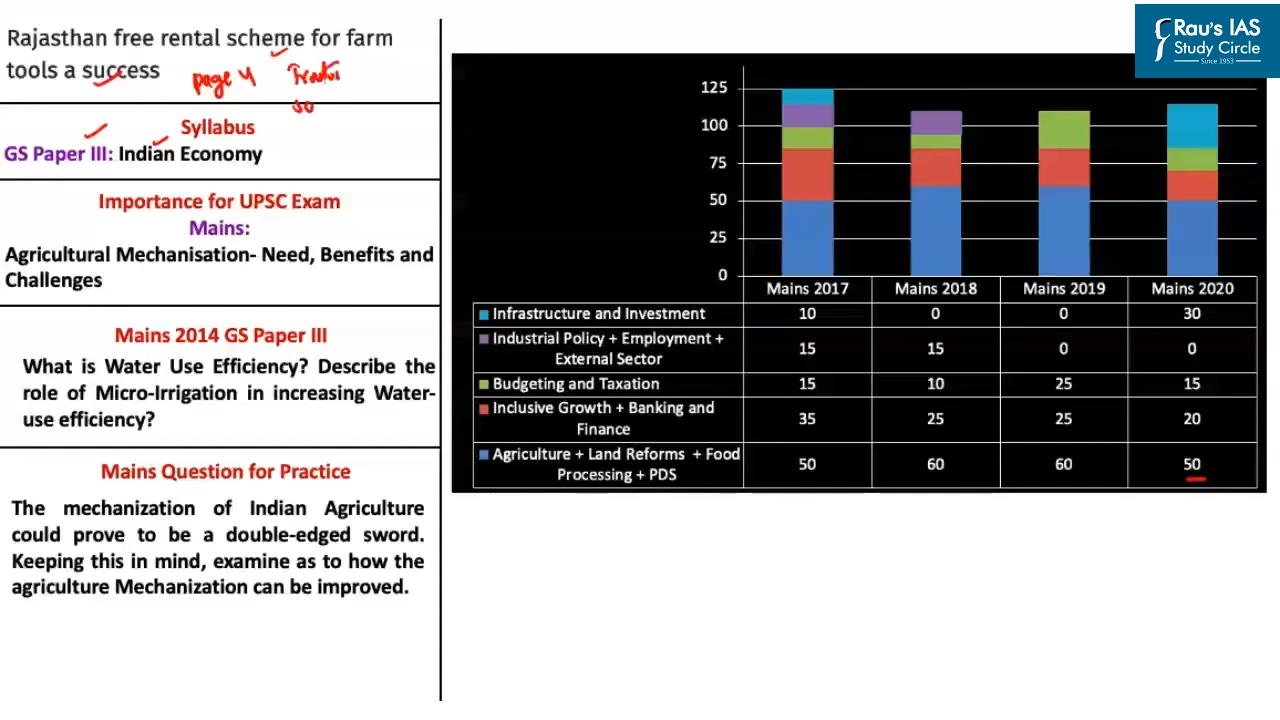 Rajasthan free rental scheme for farm
tools a success
page 4
Syllabus
GS Paper III: Indian Economy
Importance for UPSC Exam
Mains:
Agricultural Mechanisation- Need, Benefits and
Challenges
Mains 2014 GS Paper III
What is Water Use Efficiency? Describe the
role of Micro-Irrigation in increasing Water-
use efficiency?
Mains Question for Practice
The mechanization of Indian Agriculture
could prove to be a double-edged sword.
Keeping this in mind, examine as to how the
agriculture Mechanization can be improved.
Rau's IAS
Study Circle
Since 1953
125
100
75
50
25
0
Mains 2017 Mains 2018 Mains 2019 Mains 2020
Infrastructure and Investment 10 0 0 30
Industrial Policy + Employment +
External Sector 15 15 0 0
Budgeting and Taxation 15 10 25 15
Inclusive Growth + Banking and
Finance 35 25 25 20
Agriculture + Land Reforms + Food
Processing + PDS 50 60 60 50